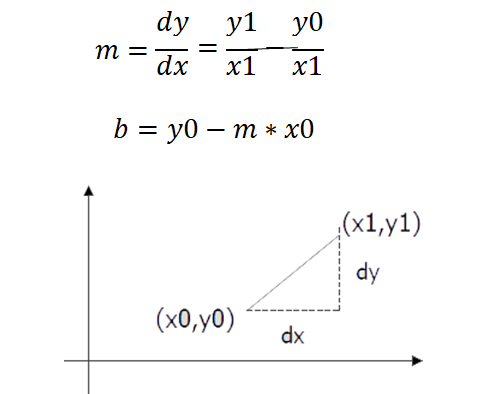 m = dy/dx = y1/x1 − y0/x1
b = y0 − m ∗ x0
(x1,y1)
dy
(x0,y0)
dx